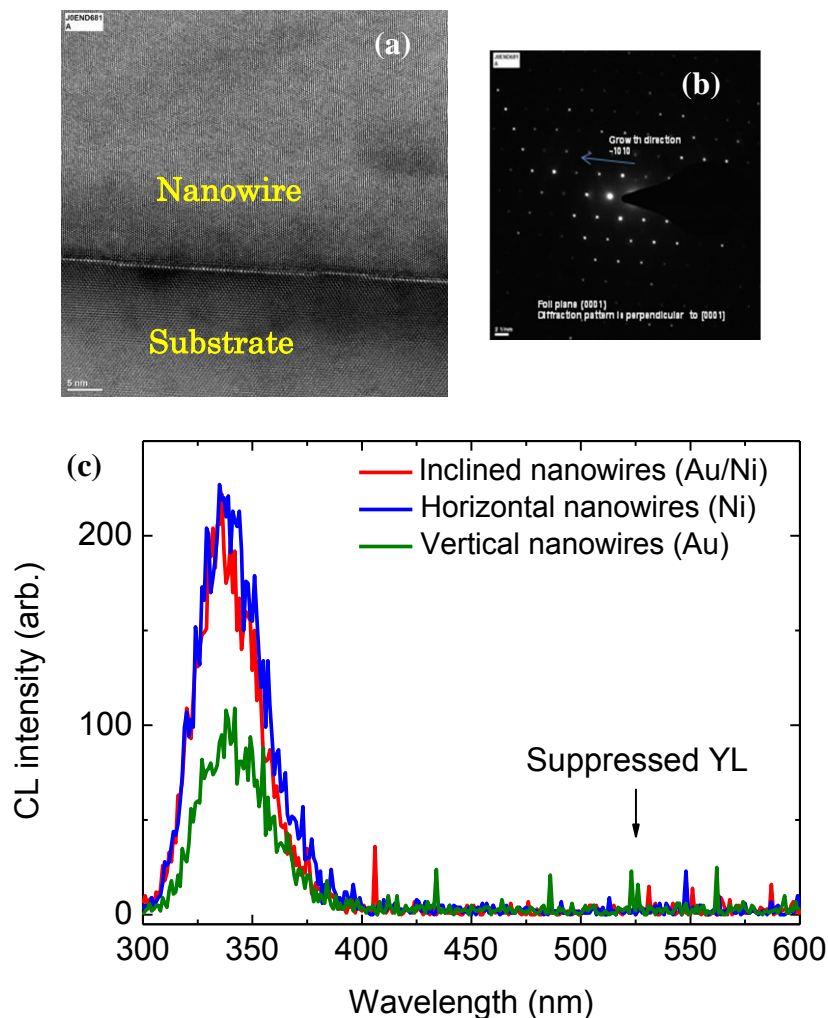 J0END681
A
(a)
Nanowire
Substrate
5 nm
J0END681
A
(b)
Growth direction
~1010
Foil plane {0001}
Diffraction pattern is perpendicular to [0001]
2 1/nm
(c)
Inclined nanowires (Au/Ni)
Horizontal nanowires (Ni)
Vertical nanowires (Au)
Suppressed YL
200
100
0
CL intensity (arb.)
300 350 400 450 500 550 600
Wavelength (nm)